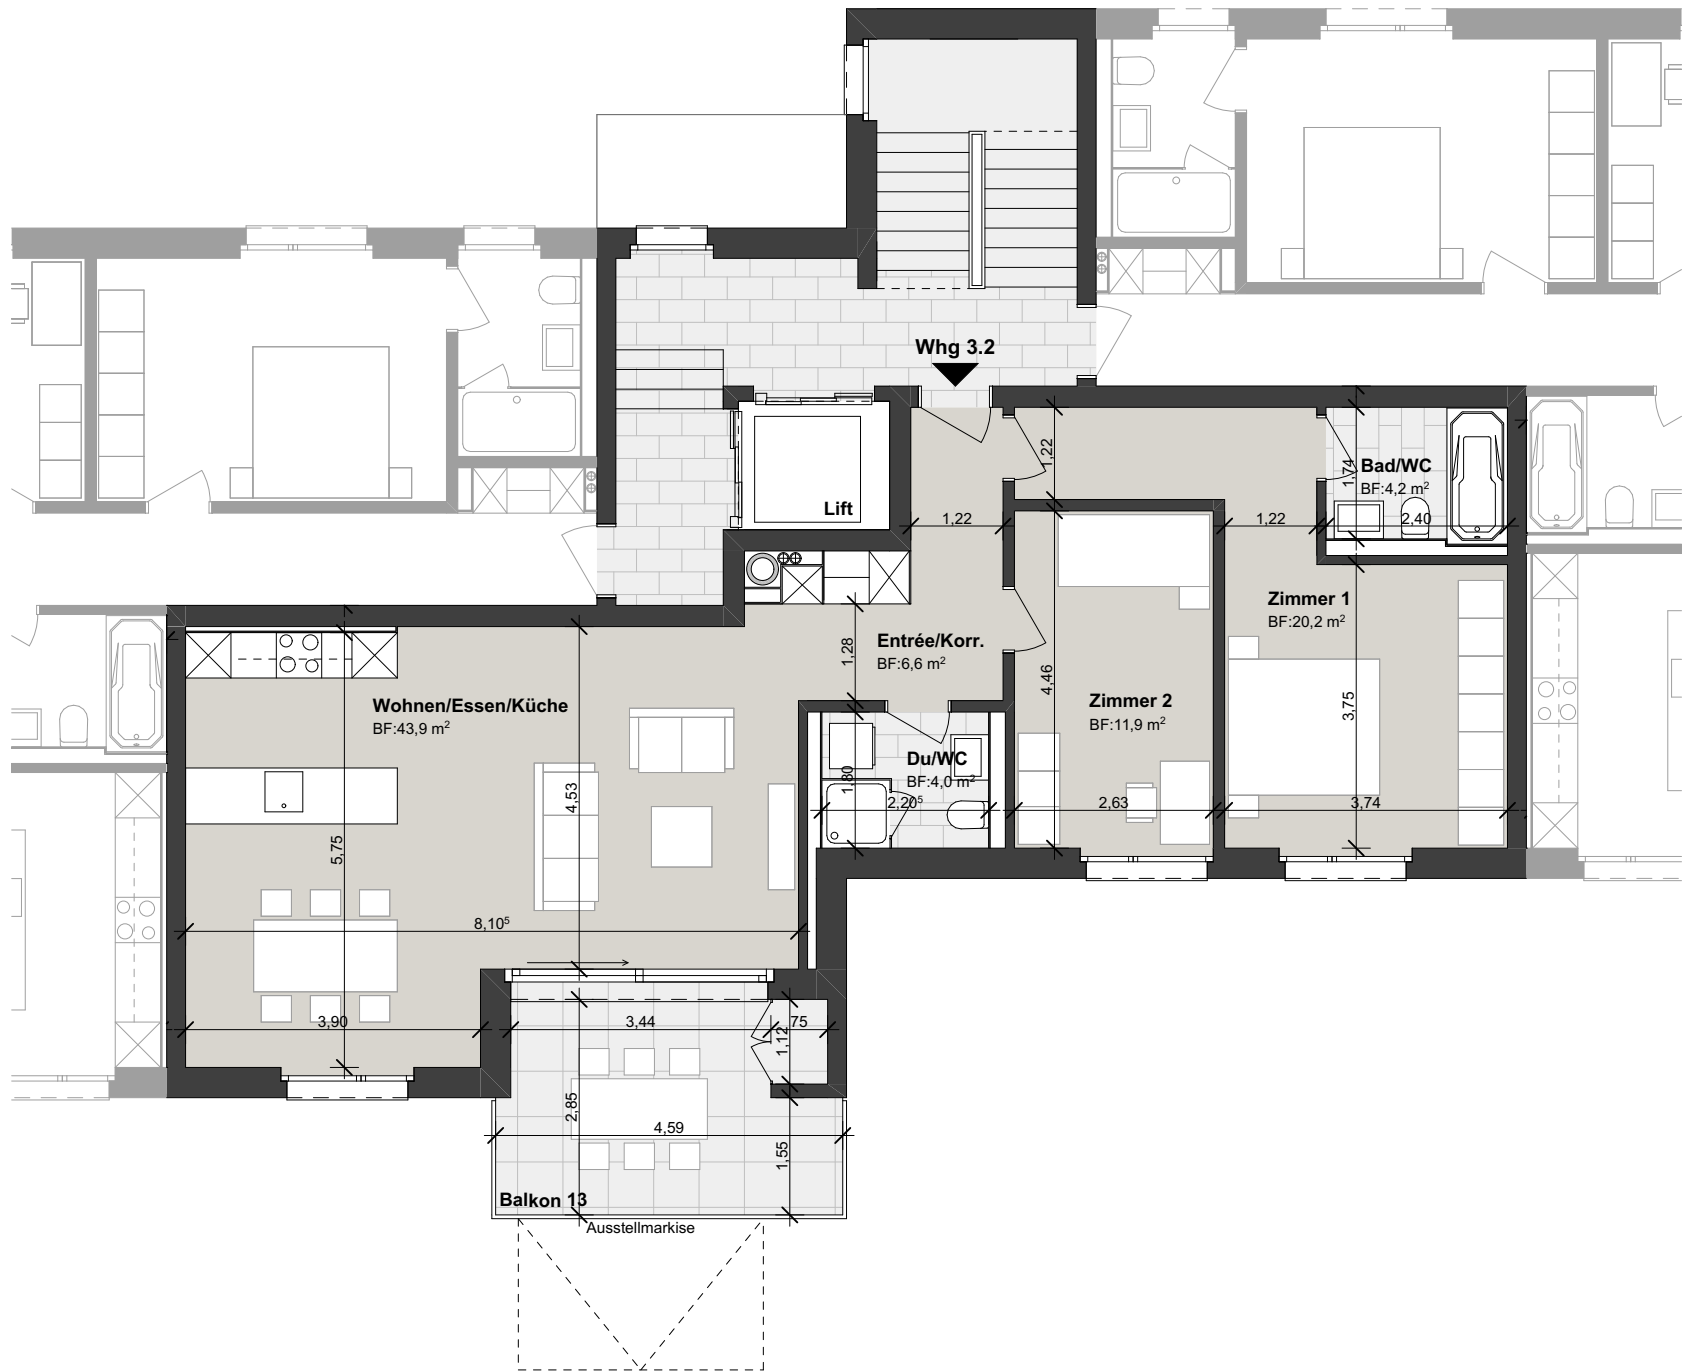 Whg 3.2
Lift
1,22
1,22
1,22
1,74
Bad/WC
BF:4,2 m²
2,40
Zimmer 1
BF:20,2 m²
1,28
Entrée/Korr.
BF:6,6 m²
4,46
Zimmer 2
BF:11,9 m²
3,75
Wohnen/Essen/Küche
BF:43,9 m²
Du/WC
BF:4,0 m²
1,80
2,20⁵
2,63
3,74
4,53
5,75
8,10⁵
3,90
3,44
75
1,12
2,85
4,59
1,55
Balkon 13
Ausstellmarkise